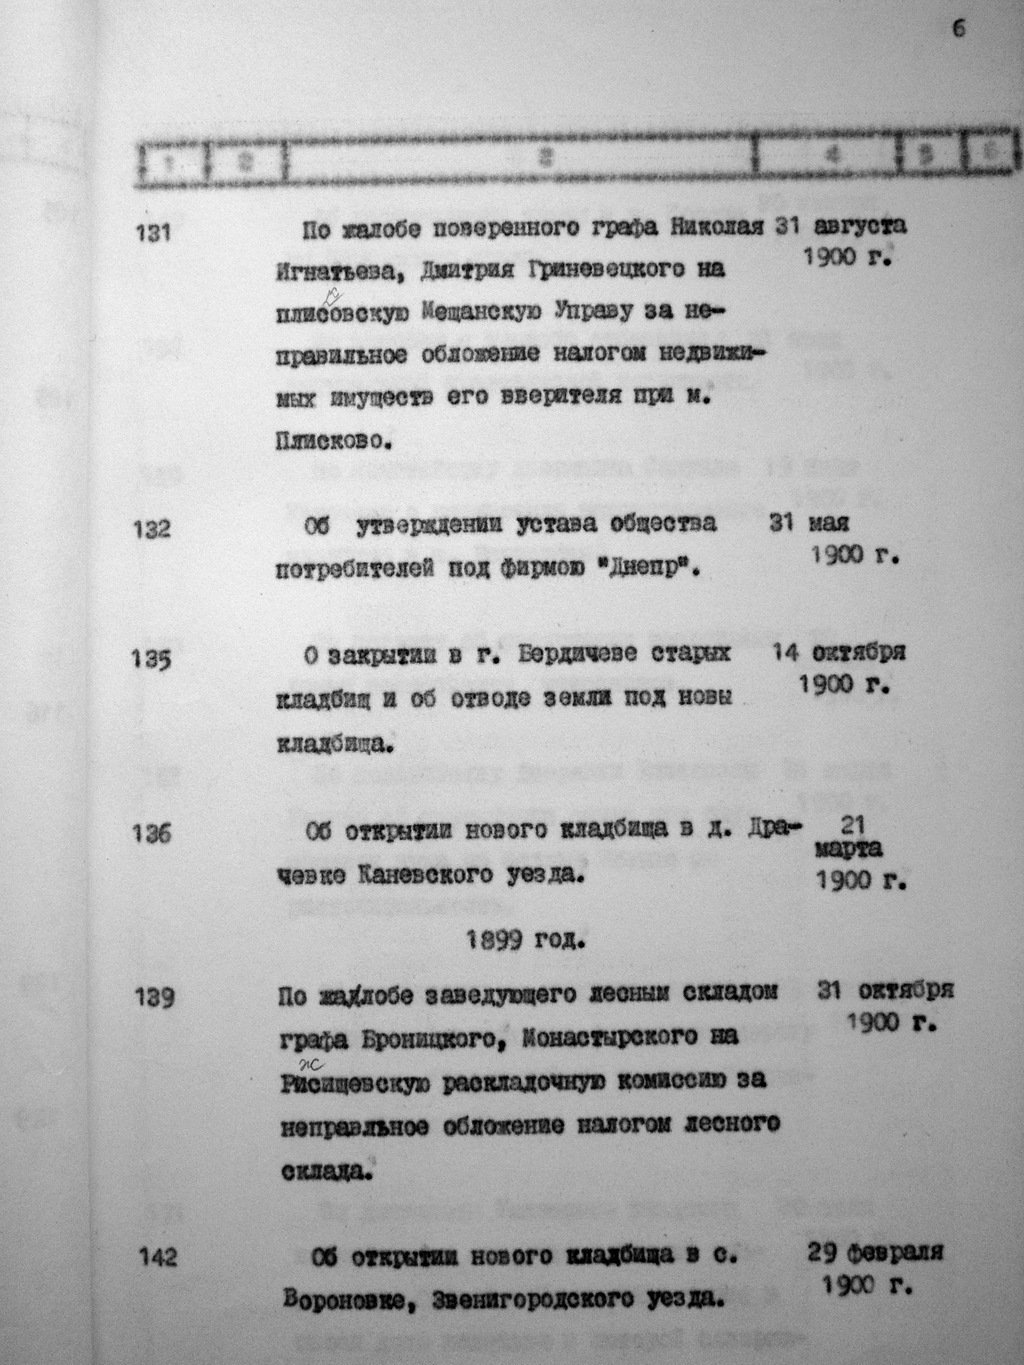 6
1 2 3 4 5 6
131 По жалобе поверенного графа Николая 31 августа
1900 г.
Игнатьева, Дмитрия Гриневецкого на
к
плисовскую Мещанскую Управу за не-
правильное обложение налогом недвижи-
мых имуществ его вверителя при м.
Плисково.
132 Об утверждении устава общества 31 мая
1900 г.
потребителей под фирмою "Днепр".
135 О закрытии в г. Бердичеве старых 14 октября
1900 г.
кладбищ и об отводе земли под новы
кладбища.
136 Об открытии нового кладбища в д. Дра- 21
марта
чевке Каневского уезда. 1900 г.
1899 год.
139 По жалобе заведующего лесным складом 31 октября
1900 г.
графа Броницкого, Монастырского на
ж
Рисищевскую раскладочную комиссию за
неправльное обложение налогом лесного
склада.
142 Об открытии нового кладбища в с. 29 февраля
1900 г.
Вороновке, Звенигородского уезда.